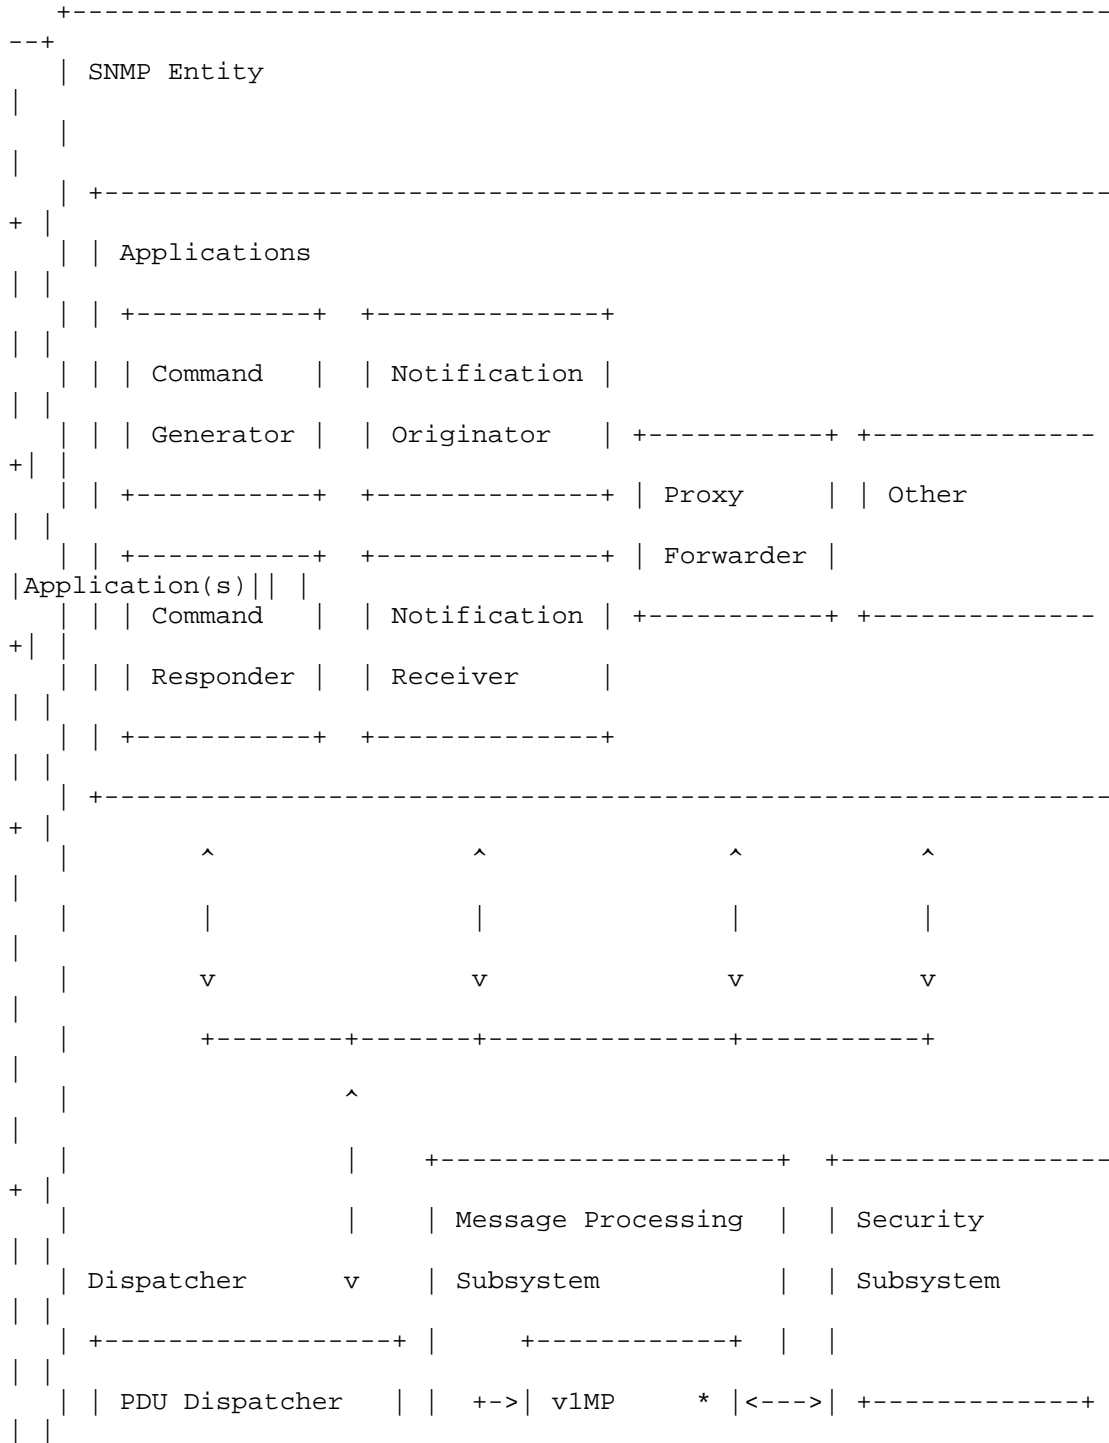 +-----------------------------------------------------------------
--+
| SNMP Entity
|
|
|
| +---------------------------------------------------------------
+ |
| | Applications
| |
| | +-----------+  +--------------+
| |
| | | Command   |  | Notification |
| |
| | | Generator |  | Originator   | +-----------+ +--------------
+| |
| | +-----------+  +--------------+ | Proxy     | | Other
| |
| | +-----------+  +--------------+ | Forwarder |
|Application(s)|| |
| | | Command   |  | Notification | +-----------+ +--------------
+| |
| | | Responder |  | Receiver     |
| |
| | +-----------+  +--------------+
| |
| +---------------------------------------------------------------
+ |
|        ^                ^               ^           ^
|
|        |                |               |           |
|
|        v                v               v           v
|
|        +--------+-------+---------------+-----------+
|
|                 ^
|
|                 |    +---------------------+  +-----------------
+ |
|                 |    | Message Processing  |  | Security
| |
| Dispatcher      v    | Subsystem           |  | Subsystem
| |
| +------------------+ |     +------------+  |  |
| |
| | PDU Dispatcher   | |  +->| v1MP     * |<--->| +-------------+
| |